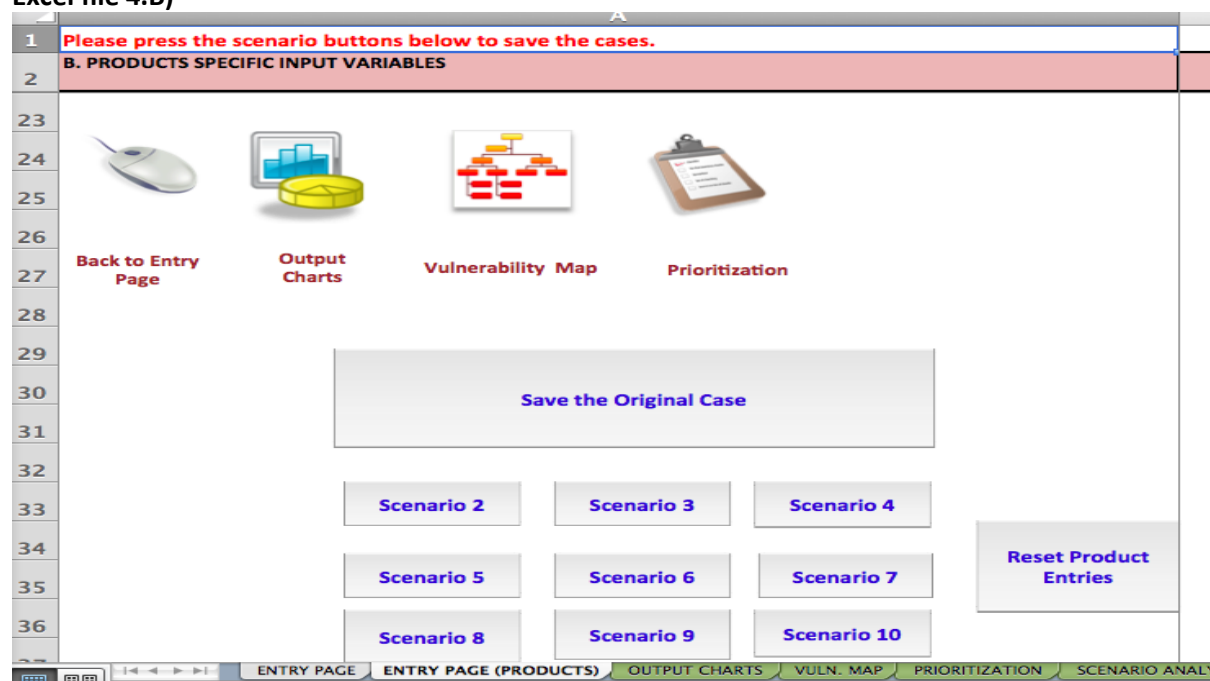 A
1 Please press the scenario buttons below to save the cases.
B. PRODUCTS SPECIFIC INPUT VARIABLES
2
23
24
25
26
27
28
29
30
31
32
33
34
35
36
Back to Entry
Page
Output
Charts
Vulnerability Map
Prioritization
Save the Original Case
Scenario 2 Scenario 3 Scenario 4
Scenario 5 Scenario 6 Scenario 7
Scenario 8 Scenario 9 Scenario 10
Reset Product
Entries
ENTRY PAGE ENTRY PAGE (PRODUCTS) OUTPUT CHARTS VULN. MAP PRIORITIZATION SCENARIO ANAL